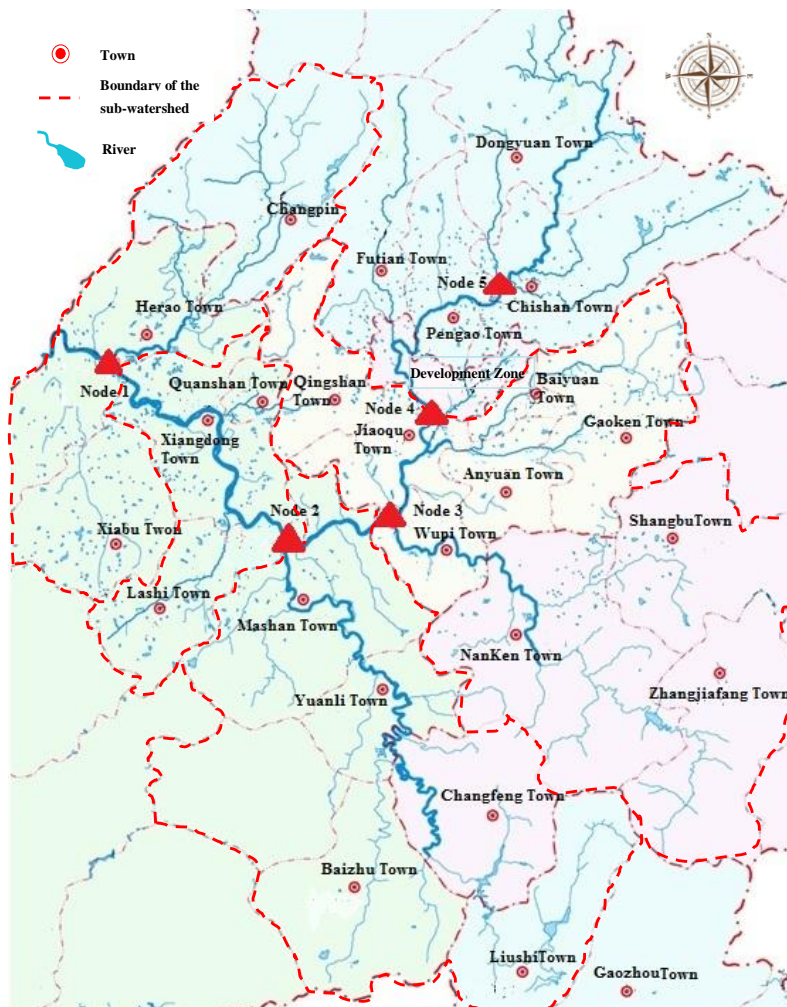 Town
Boundary of the
sub-watershed
River
N
E
S
Dongyuan Town
Changpin
Futian Town
Node 5
Chishan Town
Herao Town
Pengao Town
Node 1
Quanshan Town
Qingshan
Town
Development Zone
Baiyuan
Town
Node 4
Xiangdong
Town
Jiaoqu
Town
Gaoken Town
Anyuan Town
Node 2
Node 3
Wupi Town
ShangbuTown
Xiabu Twon
Lashi Town
Mashan Town
NanKen Town
Yuanli Town
Zhangjiafang Town
Changfeng Town
Baizhu Town
LiushiTown
GaozhouTown